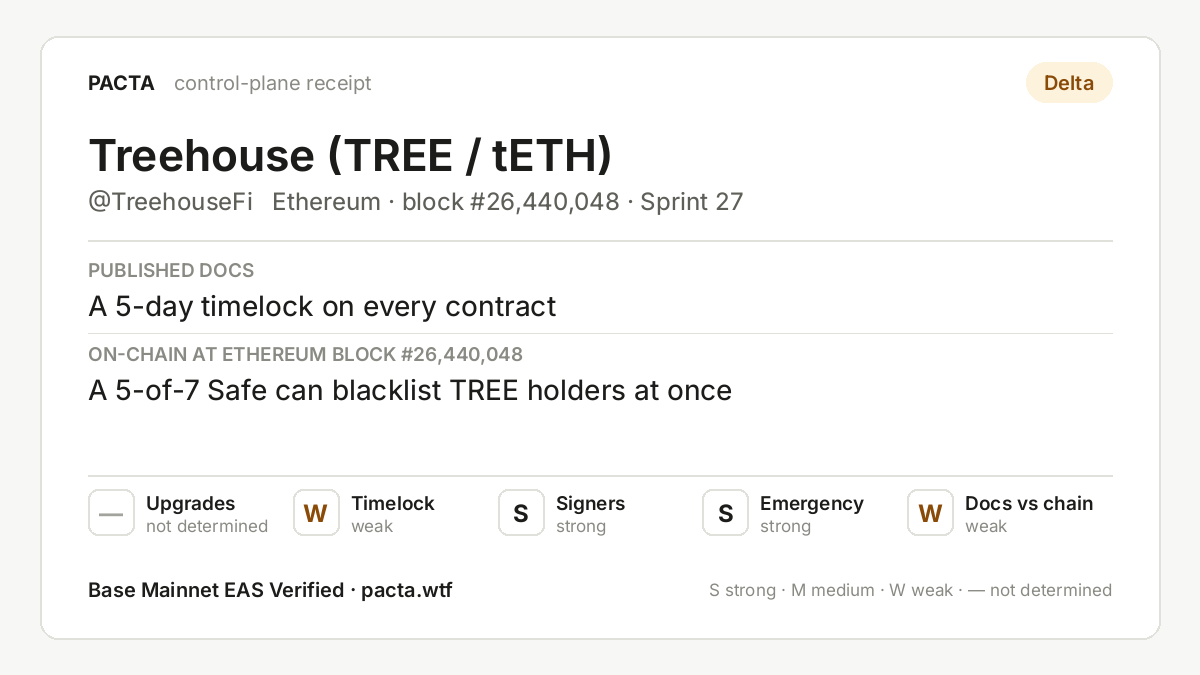 PACTA control-plane receipt Delta
Treehouse (TREE / tETH)
@TreehouseFi Ethereum · block #26,440,048 · Sprint 27
PUBLISHED DOCS
A 5-day timelock on every contract
ON-CHAIN AT ETHEREUM BLOCK #26,440,048
A 5-of-7 Safe can blacklist TREE holders at once
— Upgrades W Timelock S Signers S Emergency W Docs vs chain
not determined weak strong strong weak
Base Mainnet EAS Verified · pacta.wtf S strong · M medium · W weak · — not determined